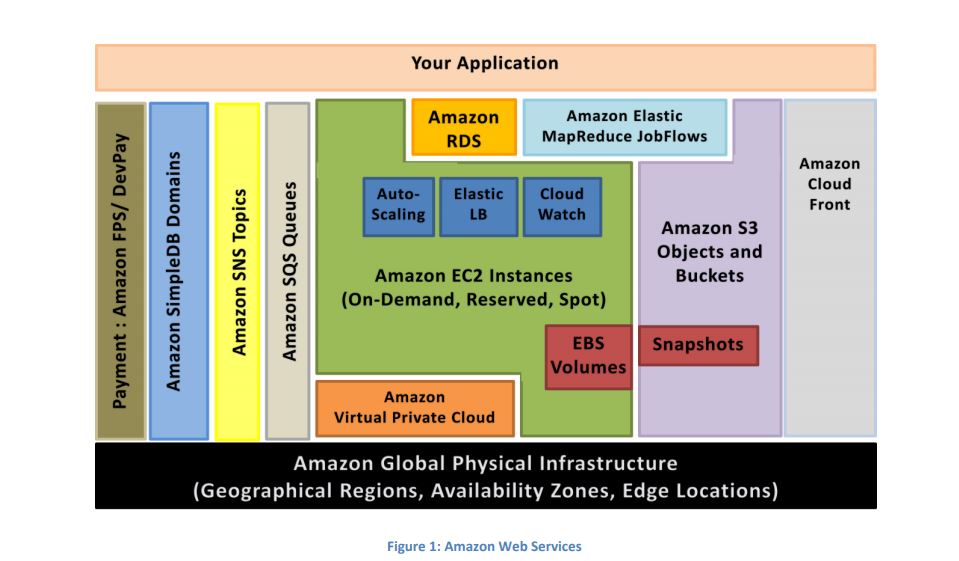 Your Application
Payment : Amazon FPS/ DevPay
Amazon SimpleDB Domains
Amazon SNS Topics
Amazon SQS Queues
Amazon
RDS
Amazon Elastic
MapReduce JobFlows
Auto-
Scaling
Elastic
LB
Cloud
Watch
Amazon EC2 Instances
(On-Demand, Reserved, Spot)
EBS
Volumes
Amazon
Virtual Private Cloud
Amazon S3
Objects and
Buckets
Snapshots
Amazon
Cloud
Front
Amazon Global Physical Infrastructure
(Geographical Regions, Availability Zones, Edge Locations)
Figure 1: Amazon Web Services